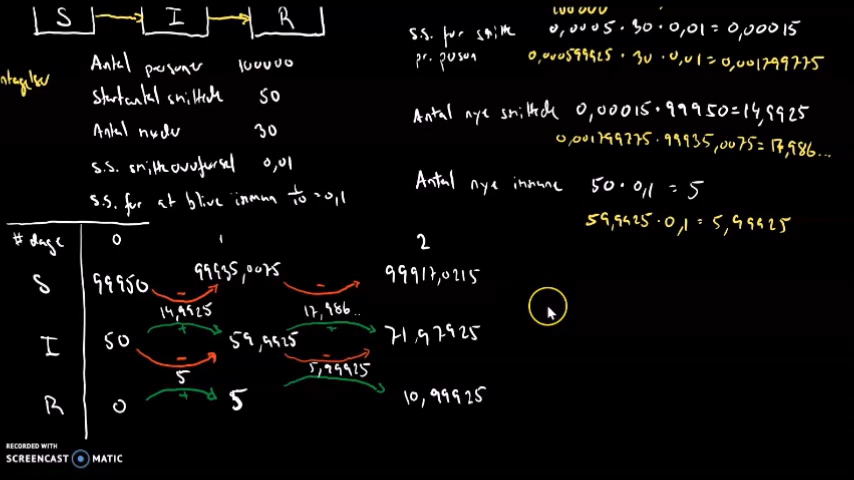 S I R
Antal personer 100000
Startantal smittede 50
Antal møder 30
s.s. smitteoverførsel 0,01
s.s. for at blive immun 1/10 = 0,1
100000
s.s. for smitte 0,0005 · 30 · 0,01 = 0,00015
pr. person 0,000599925 · 30 · 0,01 = 0,001799775
Antal nye smittede 0,00015 · 99950 = 14,9925
0,001799775 · 99935,0075 = 17,986...
Antal nye immune 50 · 0,1 = 5
59,9925 · 0,1 = 5,99925
# dage 0 1 2
S 99950 99935,0075 99917,0215
- -
14,9925 17,986..
+ +
I 50 59,9925 71,97925
- -
5 5,99925
+
R 0 5 10,99925
RECORDED WITH
SCREENCAST MATIC